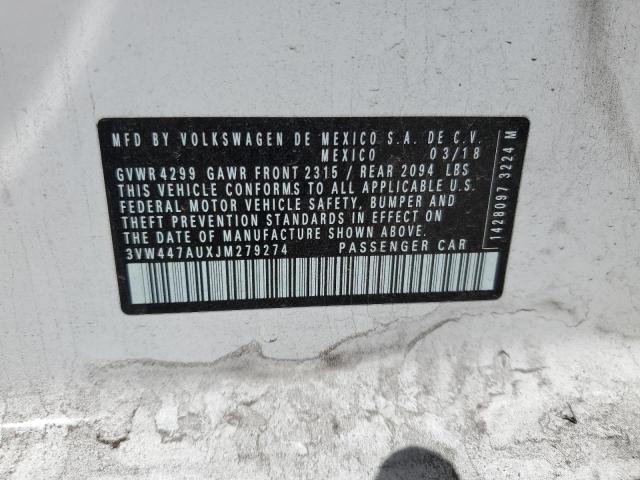 MFD BY VOLKSWAGEN DE MEXICO S.A. DE C.V.
MEXICO 03/18
GVWR 4299 GAWR FRONT 2315 / REAR 2094 LBS
THIS VEHICLE CONFORMS TO ALL APPLICABLE U.S.
FEDERAL MOTOR VEHICLE SAFETY, BUMPER AND
THEFT PREVENTION STANDARDS IN EFFECT ON
THE DATE OF MANUFACTURE SHOWN ABOVE.
3VW447AUXJM279274 PASSENGER CAR
1428097 3224 M